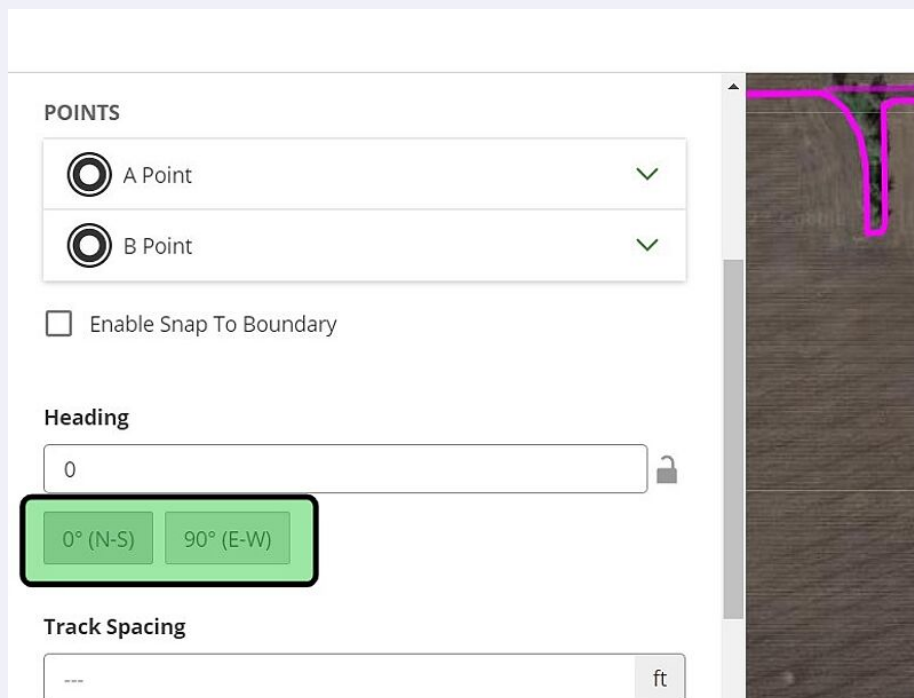 POINTS
A Point
B Point
Enable Snap To Boundary
Heading
0
0° (N-S) 90° (E-W)
Track Spacing
--- ft